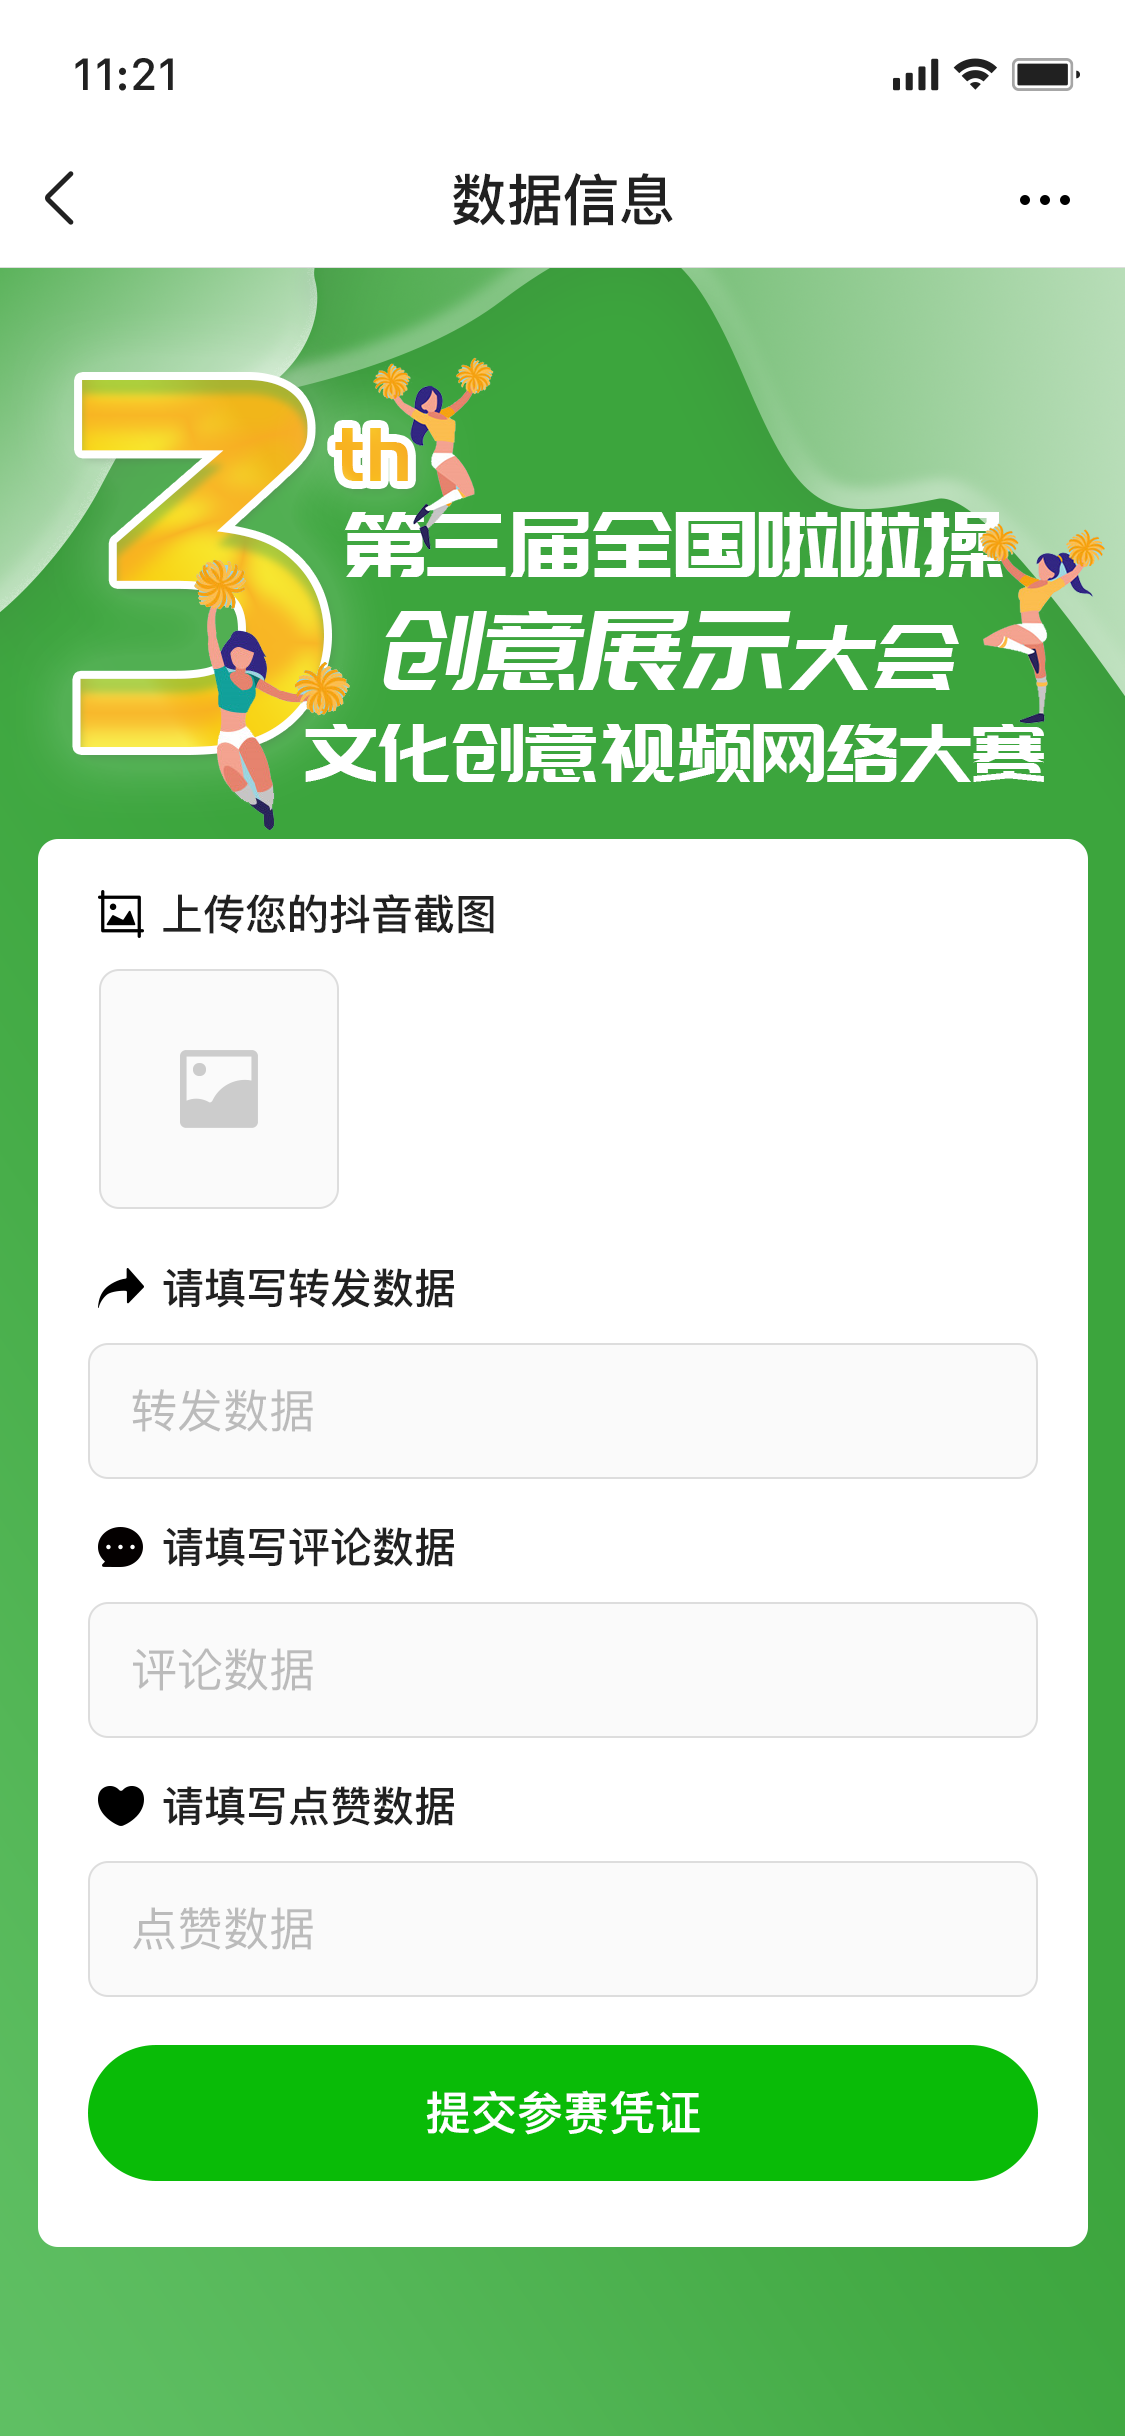 11:21
数据信息
3th
第三届全国啦啦操
创意展示大会
文化创意视频网络大赛
上传您的抖音截图
请填写转发数据
转发数据
请填写评论数据
评论数据
请填写点赞数据
点赞数据
提交参赛凭证